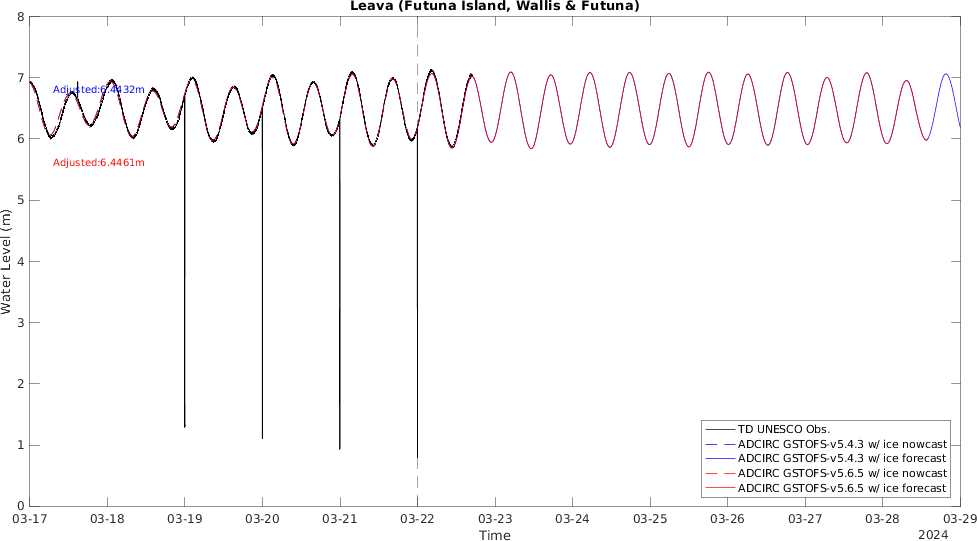 Leava (Futuna Island, Wallis & Futuna)
8
7
6
5
4
3
2
1
0
Water Level (m)
Adjusted:6.4432m
Adjusted:6.4461m
TD UNESCO Obs.
ADCIRC GSTOFS-v5.4.3 w/ ice nowcast
ADCIRC GSTOFS-v5.4.3 w/ ice forecast
ADCIRC GSTOFS-v5.6.5 w/ ice nowcast
ADCIRC GSTOFS-v5.6.5 w/ ice forecast
03-17 03-18 03-19 03-20 03-21 03-22 03-23 03-24 03-25 03-26 03-27 03-28 03-29
Time
2024